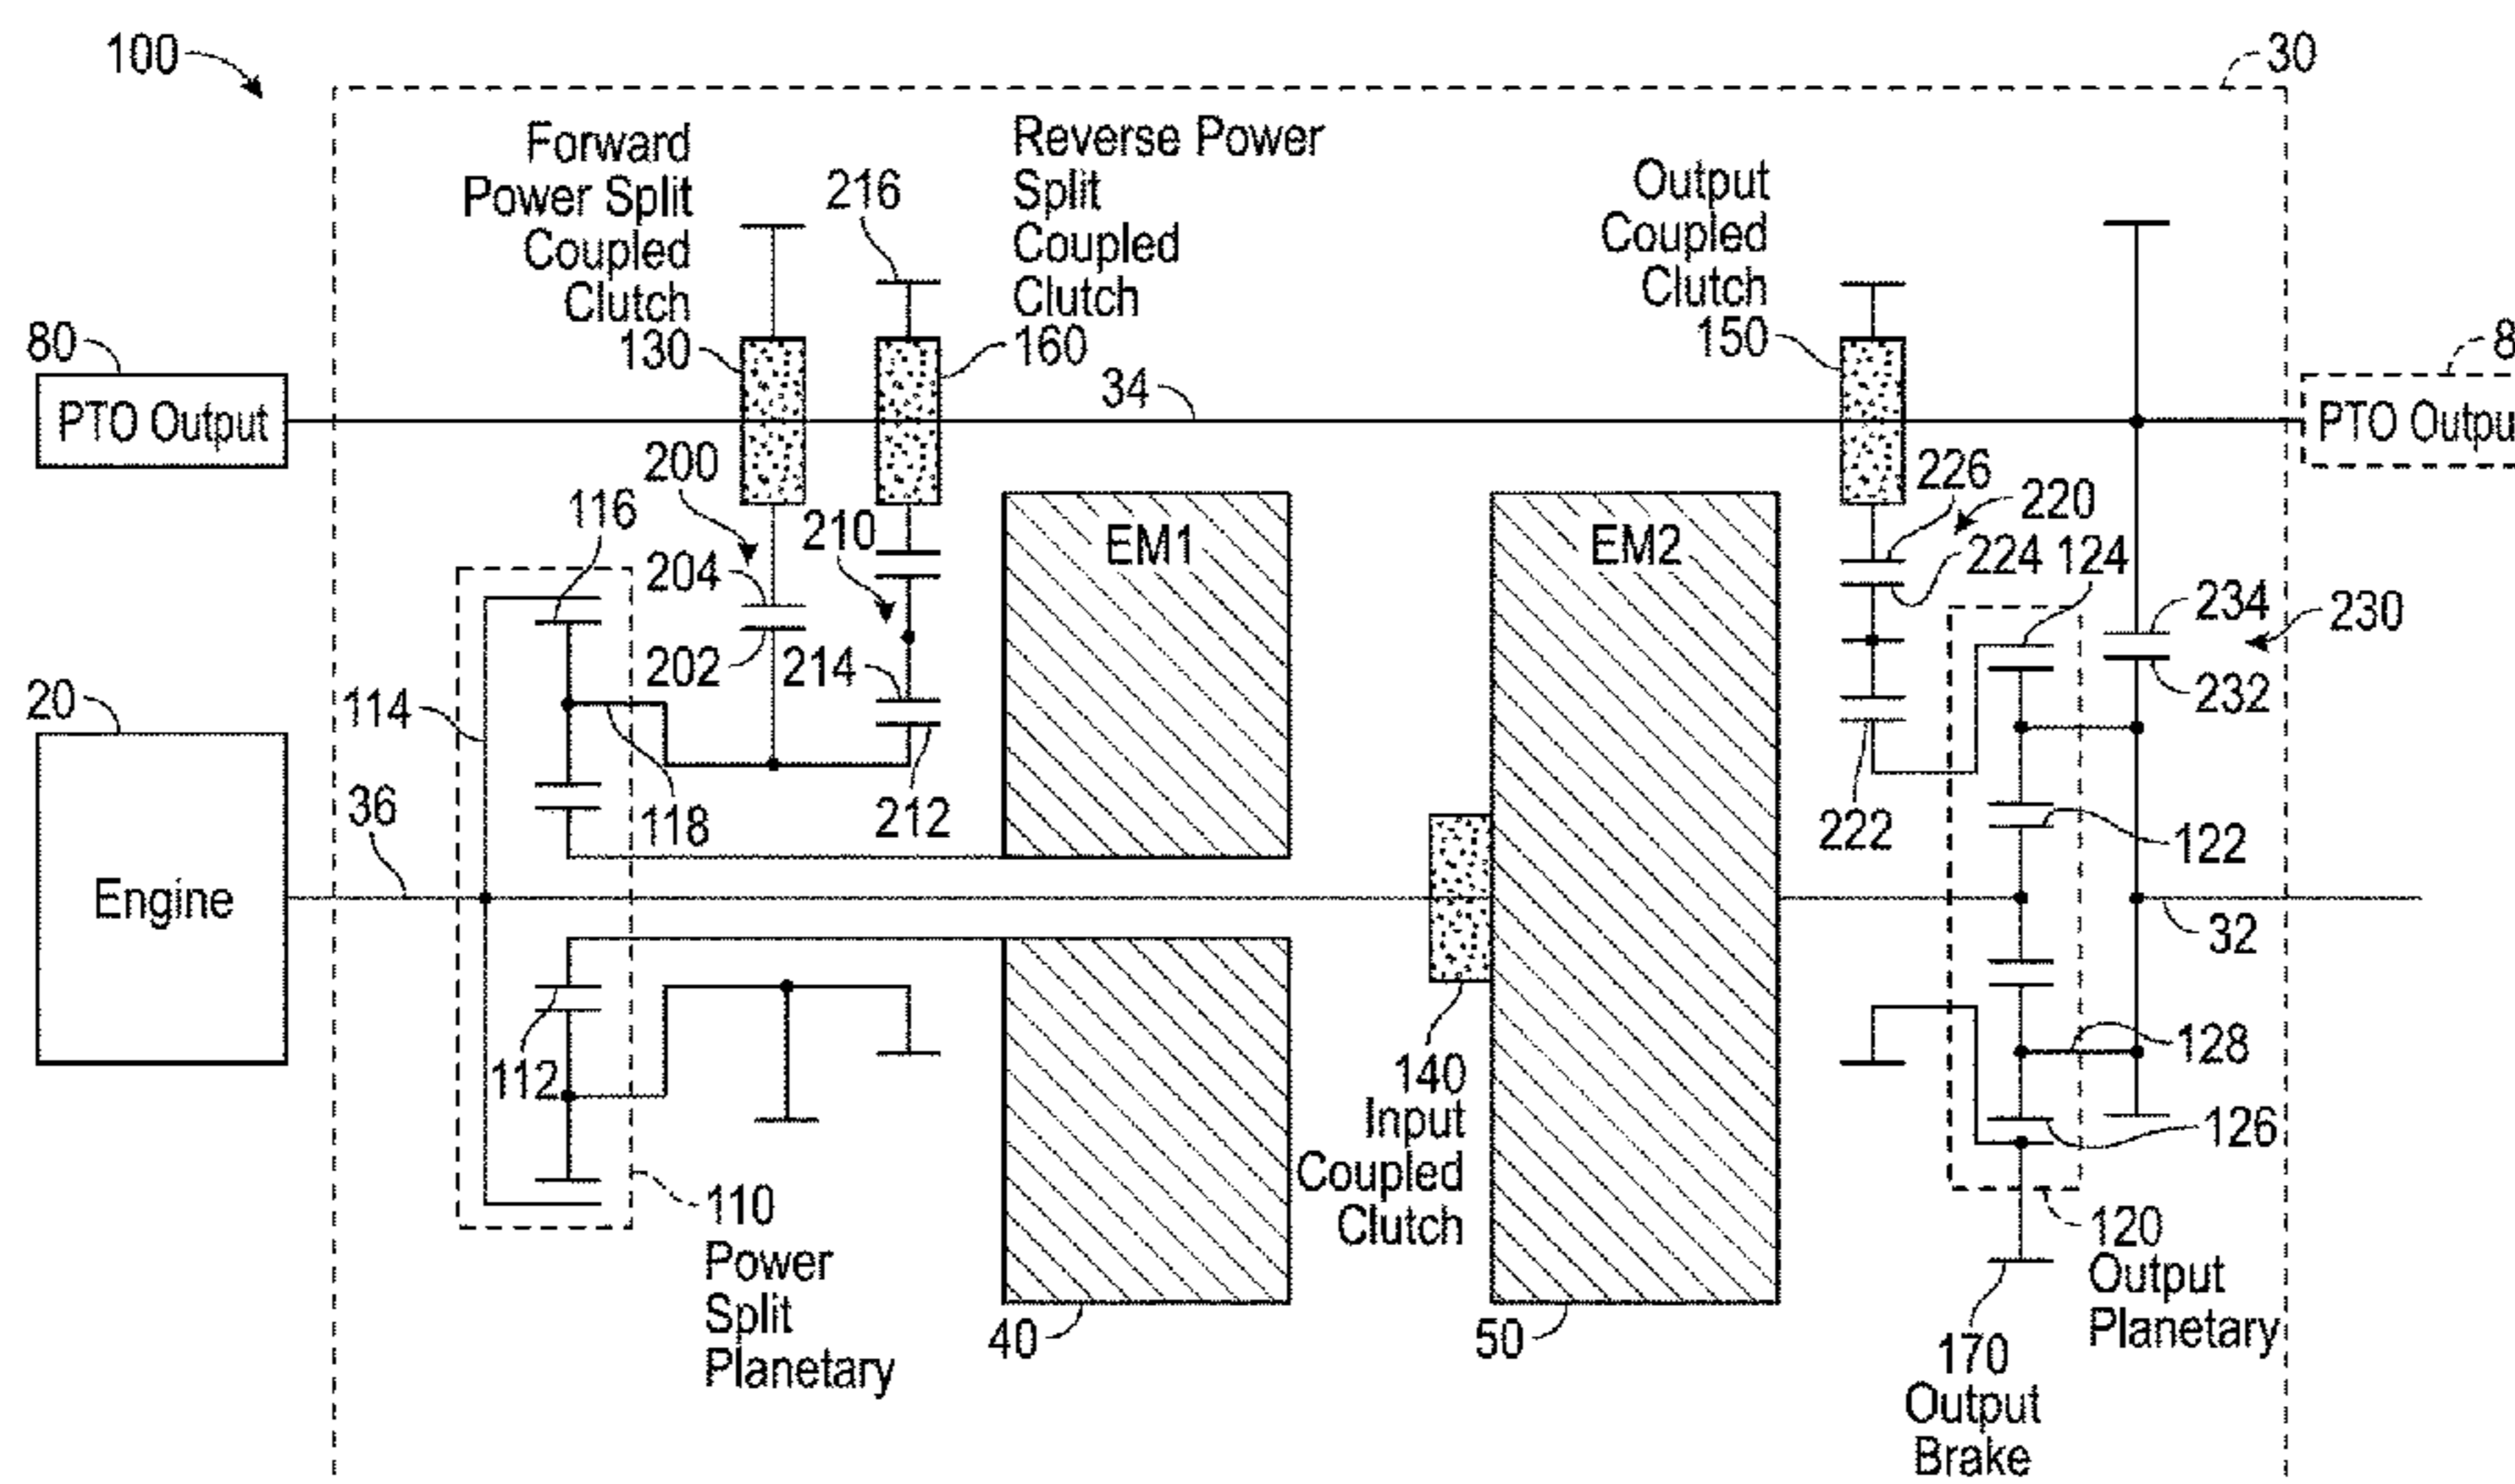 100
30
Forward
Power Split
Coupled
Clutch
130
216
Reverse Power
Split
Coupled
Clutch
160
Output
Coupled
Clutch
150
80
PTO Output
34
8
PTO Outpu
200
116
210
204
202
214
EM1
EM2
226
220
224
124
234
230
232
20
114
Engine
36
118
212
222
122
32
112
140
Input
Coupled
Clutch
128
126
110
Power
Split
Planetary
40
50
120
Output
Planetary
170
Output
Brake